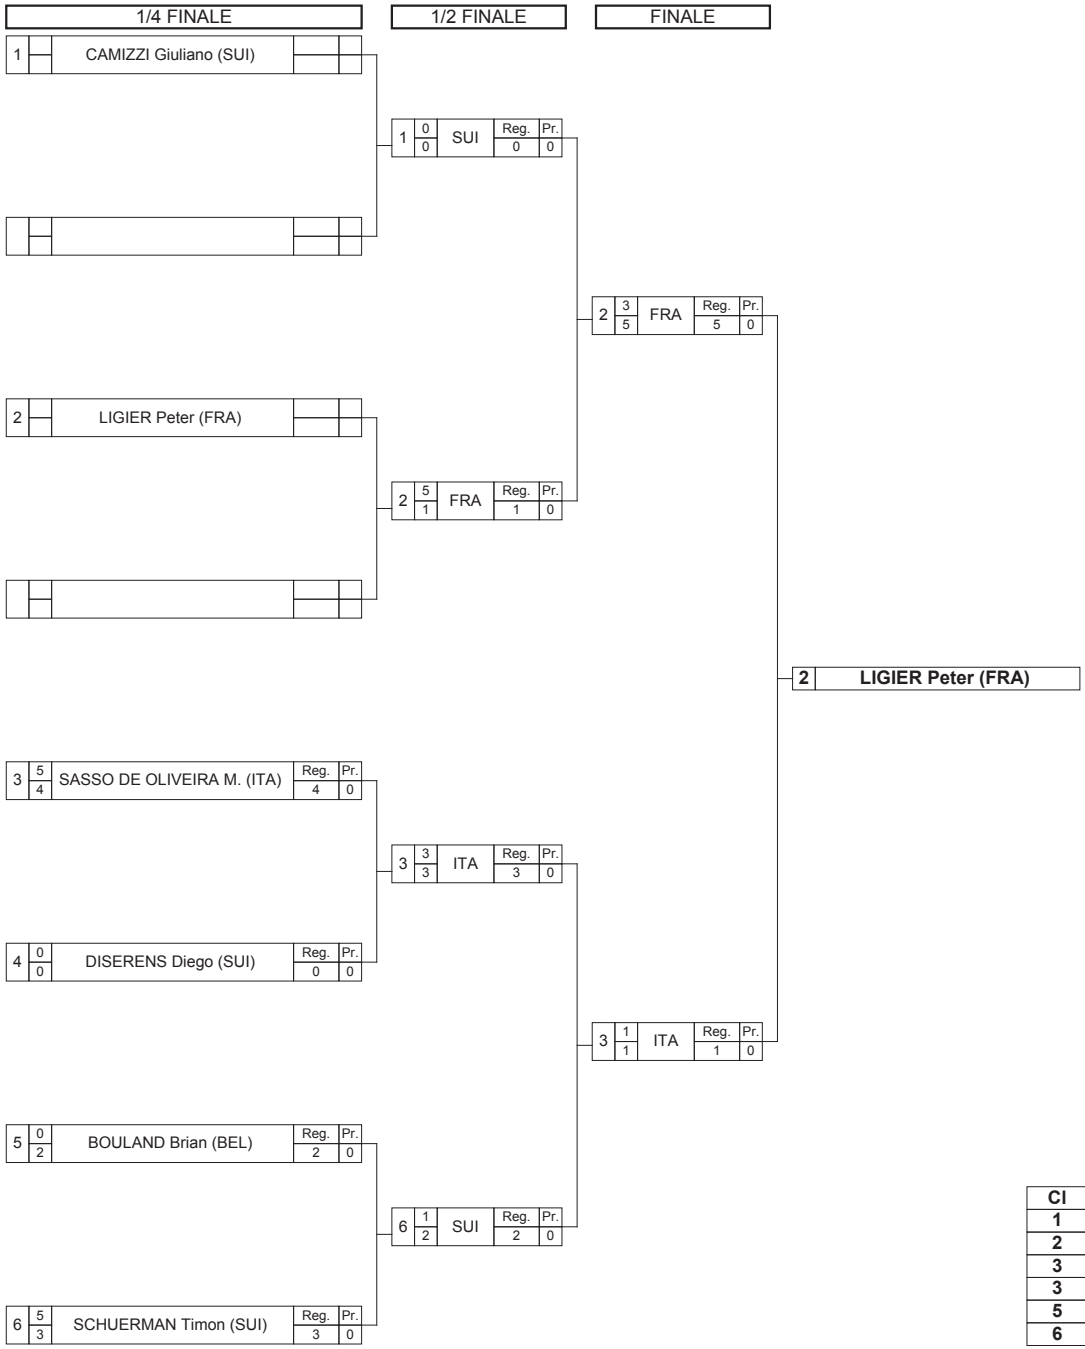 1/4 FINALE 1/2 FINALE FINALE
1 CAMIZZI Giuliano (SUI)
1 0 SUI Reg. Pr.
0 0 0
2 3 FRA Reg. Pr.
5 5 0
2 LIGIER Peter (FRA)
2 5 FRA Reg. Pr.
1 1 0
2 LIGIER Peter (FRA)
3 5 SASSO DE OLIVEIRA M. (ITA) Reg. Pr.
4 4 0
3 3 ITA Reg. Pr.
3 3 0
4 0 DISERENS Diego (SUI) Reg. Pr.
0 0 0
3 1 ITA Reg. Pr.
1 1 0
5 0 BOULAND Brian (BEL) Reg. Pr.
2 2 0
6 1 SUI Reg. Pr.
2 2 0
6 5 SCHUERMAN Timon (SUI) Reg. Pr.
3 3 0
Cl
1
2
3
3
5
6